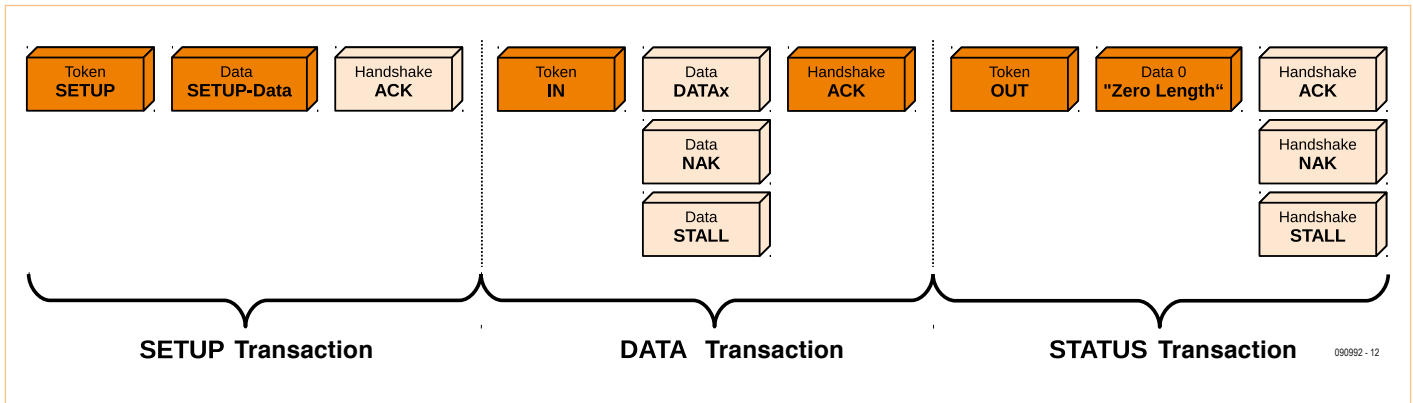 Token
SETUP
Data
SETUP-Data
Handshake
ACK
Token
IN
Data
DATAx
Handshake
ACK
Data
NAK
Data
STALL
Token
OUT
Data 0
"Zero Length“
Handshake
ACK
Handshake
NAK
Handshake
STALL
SETUP Transaction
DATA Transaction
STATUS Transaction
090992 - 12